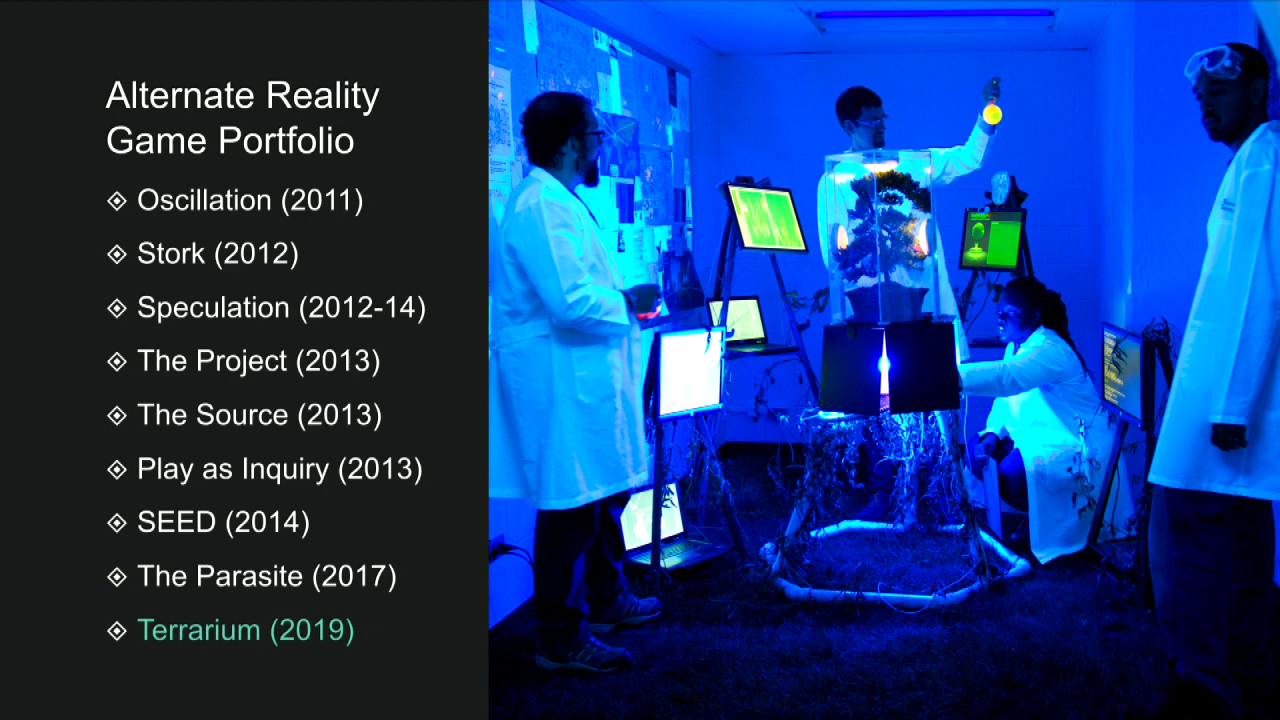 Alternate Reality
Game Portfolio
Oscillation (2011)
Stork (2012)
Speculation (2012-14)
The Project (2013)
The Source (2013)
Play as Inquiry (2013)
SEED (2014)
The Parasite (2017)
Terrarium (2019)